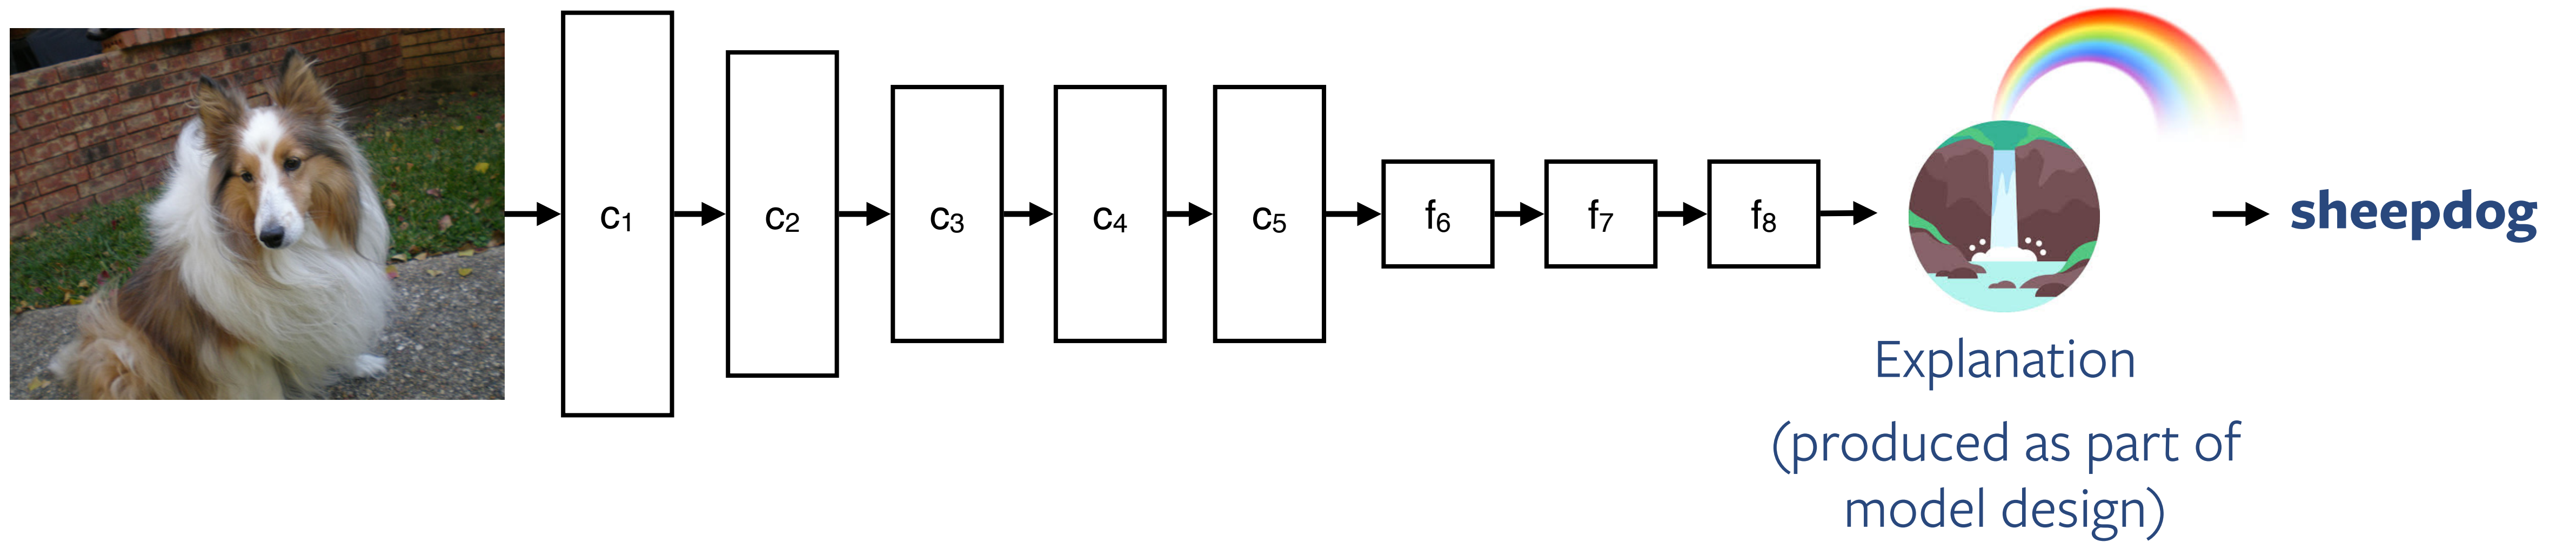 c1
c2
c3
c4
c5
f6
f7
f8
sheepdog
Explanation
(produced as part of
model design)